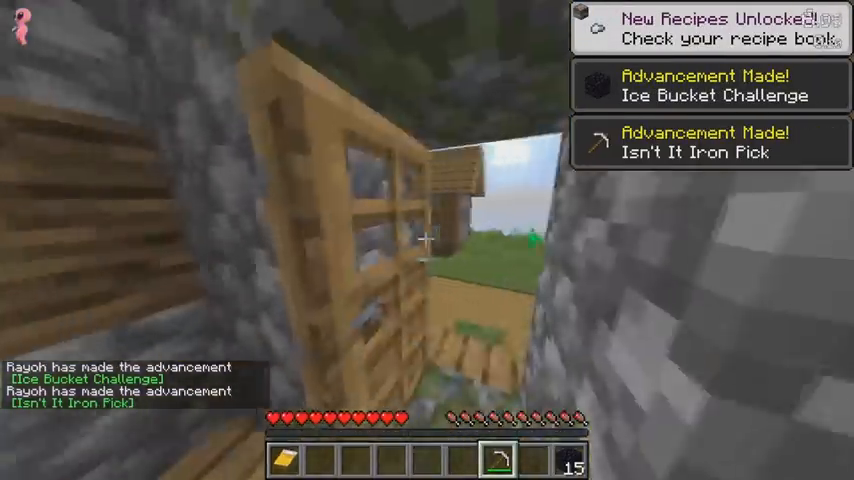 New Recipes Unlocked!
Check your recipe book
Advancement Made!
Ice Bucket Challenge
Advancement Made!
Isn't It Iron Pick
Rayoh has made the advancement
[Ice Bucket Challenge]
Rayoh has made the advancement
[Isn't It Iron Pick]
15